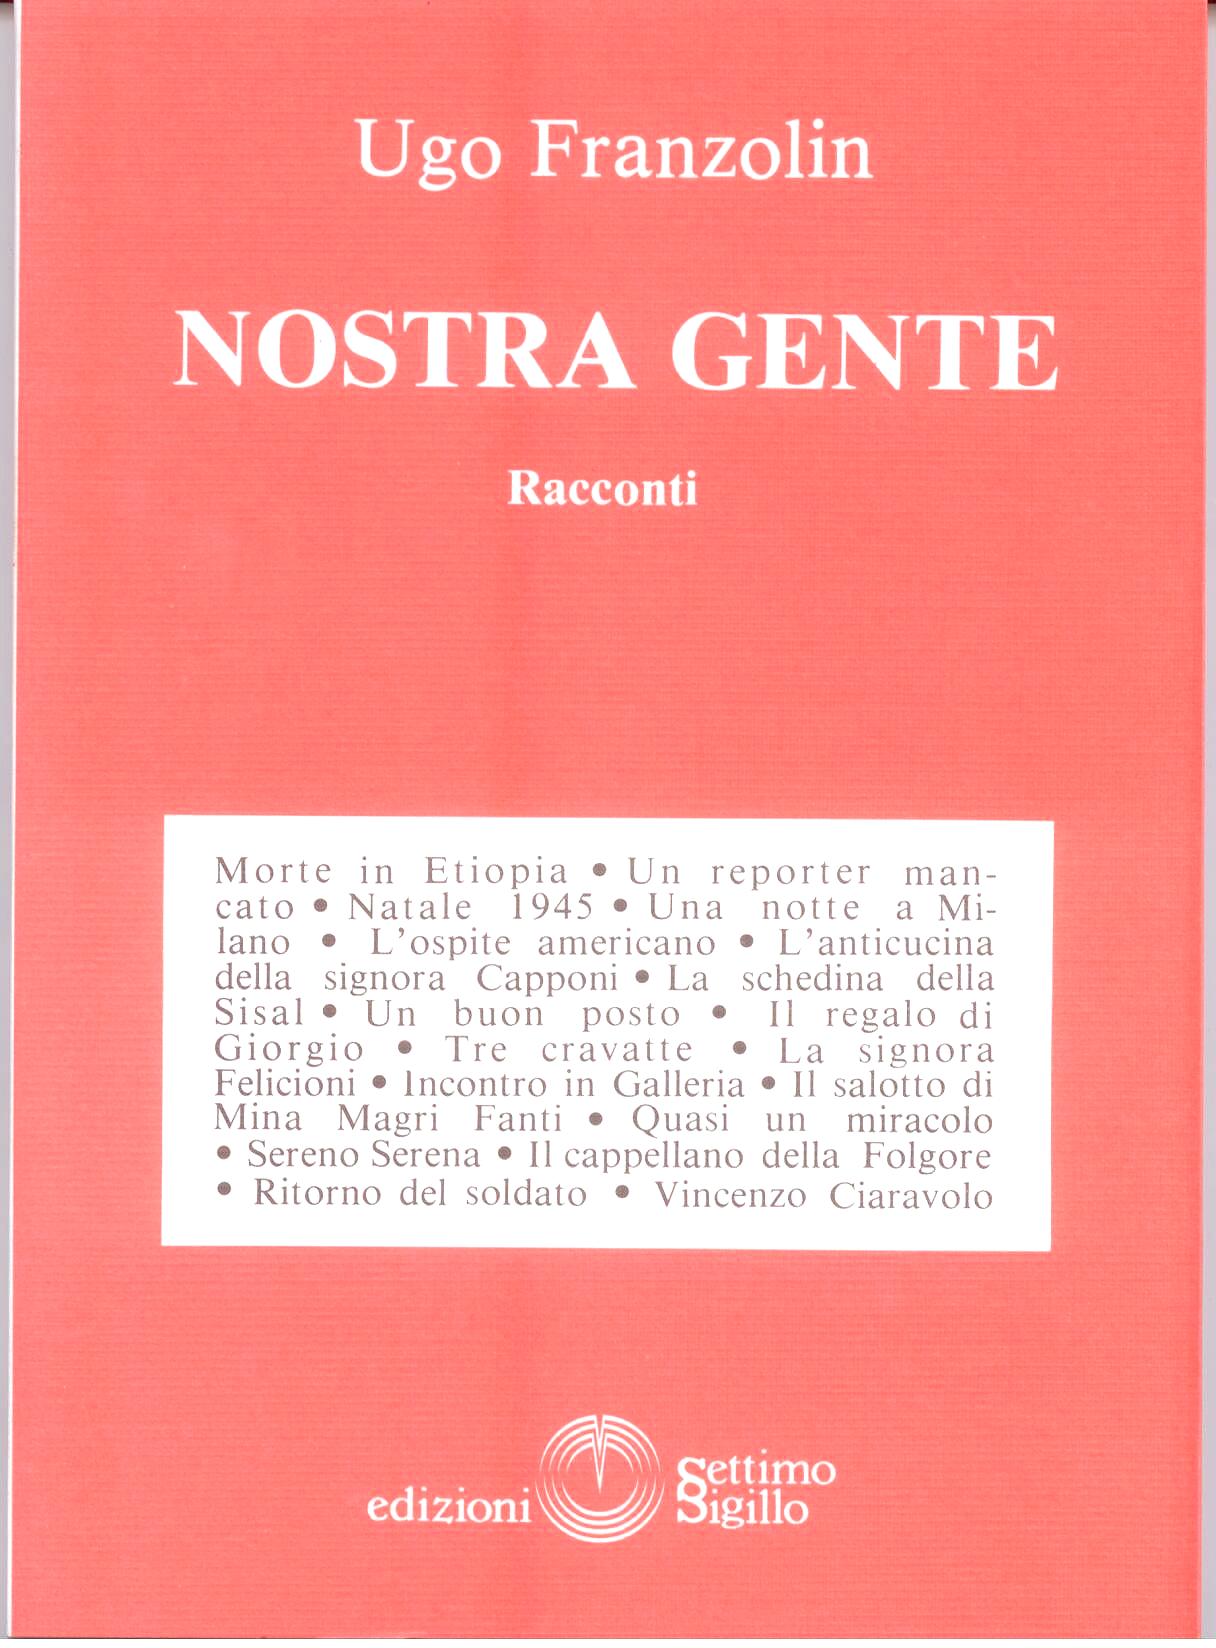 Ugo Franzolin
NOSTRA GENTE
Racconti
Morte in Etiopia • Un reporter man-
cato • Natale 1945 • Una notte a Mi-
lano • L'ospite americano • L'anticucina
della signora Capponi • La schedina della
Sisal • Un buon posto • Il regalo di
Giorgio • Tre cravatte • La signora
Felicioni • Incontro in Galleria • Il salotto di
Mina Magri Fanti • Quasi un miracolo
• Sereno Serena • Il cappellano della Folgore
• Ritorno del soldato • Vincenzo Ciaravolo
edizioni Settimo
Sigillo